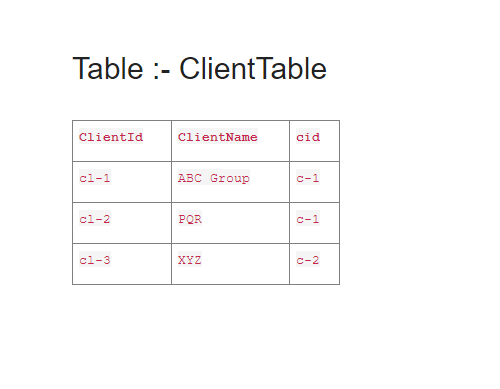 Table :- ClientTable
ClientId ClientName cid
cl-1 ABC Group c-1
cl-2 PQR c-1
cl-3 XYZ c-2